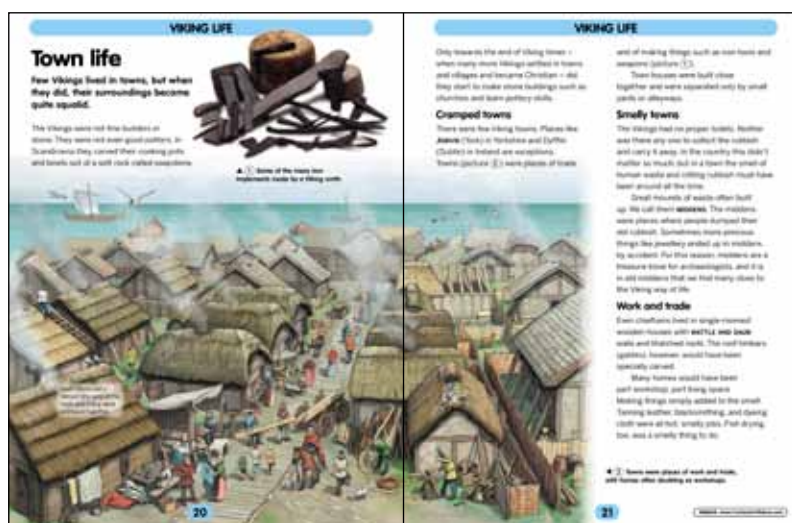 VIKING LIFE
Town life
Few Vikings lived in towns, but when
they did, their surroundings became
quite squalid.
The Vikings were not fine builders in
stone. They were not even good potters. In
Scandinavia they carved their cooking pots
and bowls out of a soft rock called soapstone.
▲ 1 Some of the many iron
implements made by a Viking smith.
20
VIKING LIFE
Only towards the end of Viking times –
when many more Vikings settled in towns
and villages and became Christian – did
they start to make stone buildings such as
churches and learn pottery skills.
Cramped towns
There were few Viking towns. Places like
JORVIK (York) in Yorkshire and Dyflin
(Dublin) in Ireland are exceptions.
Towns (picture 2) were places of trade
and of making things such as iron tools and
weapons (picture 1).
Town houses were built close
together and were separated only by small
yards or alleyways.
Smelly towns
The Vikings had no proper toilets. Neither
was there any one to collect the rubbish
and carry it away. In the country this didn't
matter so much, but in a town the smell of
human waste and rotting rubbish must have
been around all the time.
Small mounds of waste often built
up. We call them MIDDENS. The middens
were places where people dumped their
old rubbish. Sometimes more precious
things like jewellery ended up in middens
by accident. For this reason, middens are a
treasure trove for archaeologists, and it is
in old middens that we find many clues to
the Viking way of life.
Work and trade
Even chieftains lived in single-roomed
wooden houses with WATTLE AND DAUB
walls and thatched roofs. The roof timbers
(gables), however, would have been
specially carved.
Many homes would have been
part workshop, part living space.
Making things simply added to the smell.
Tanning leather, blacksmithing, and dyeing
cloth were all hot, smelly jobs. Fish drying,
too, was a smelly thing to do.
◄ 2 Towns were places of work and trade,
with homes often doubling as workshops.
21